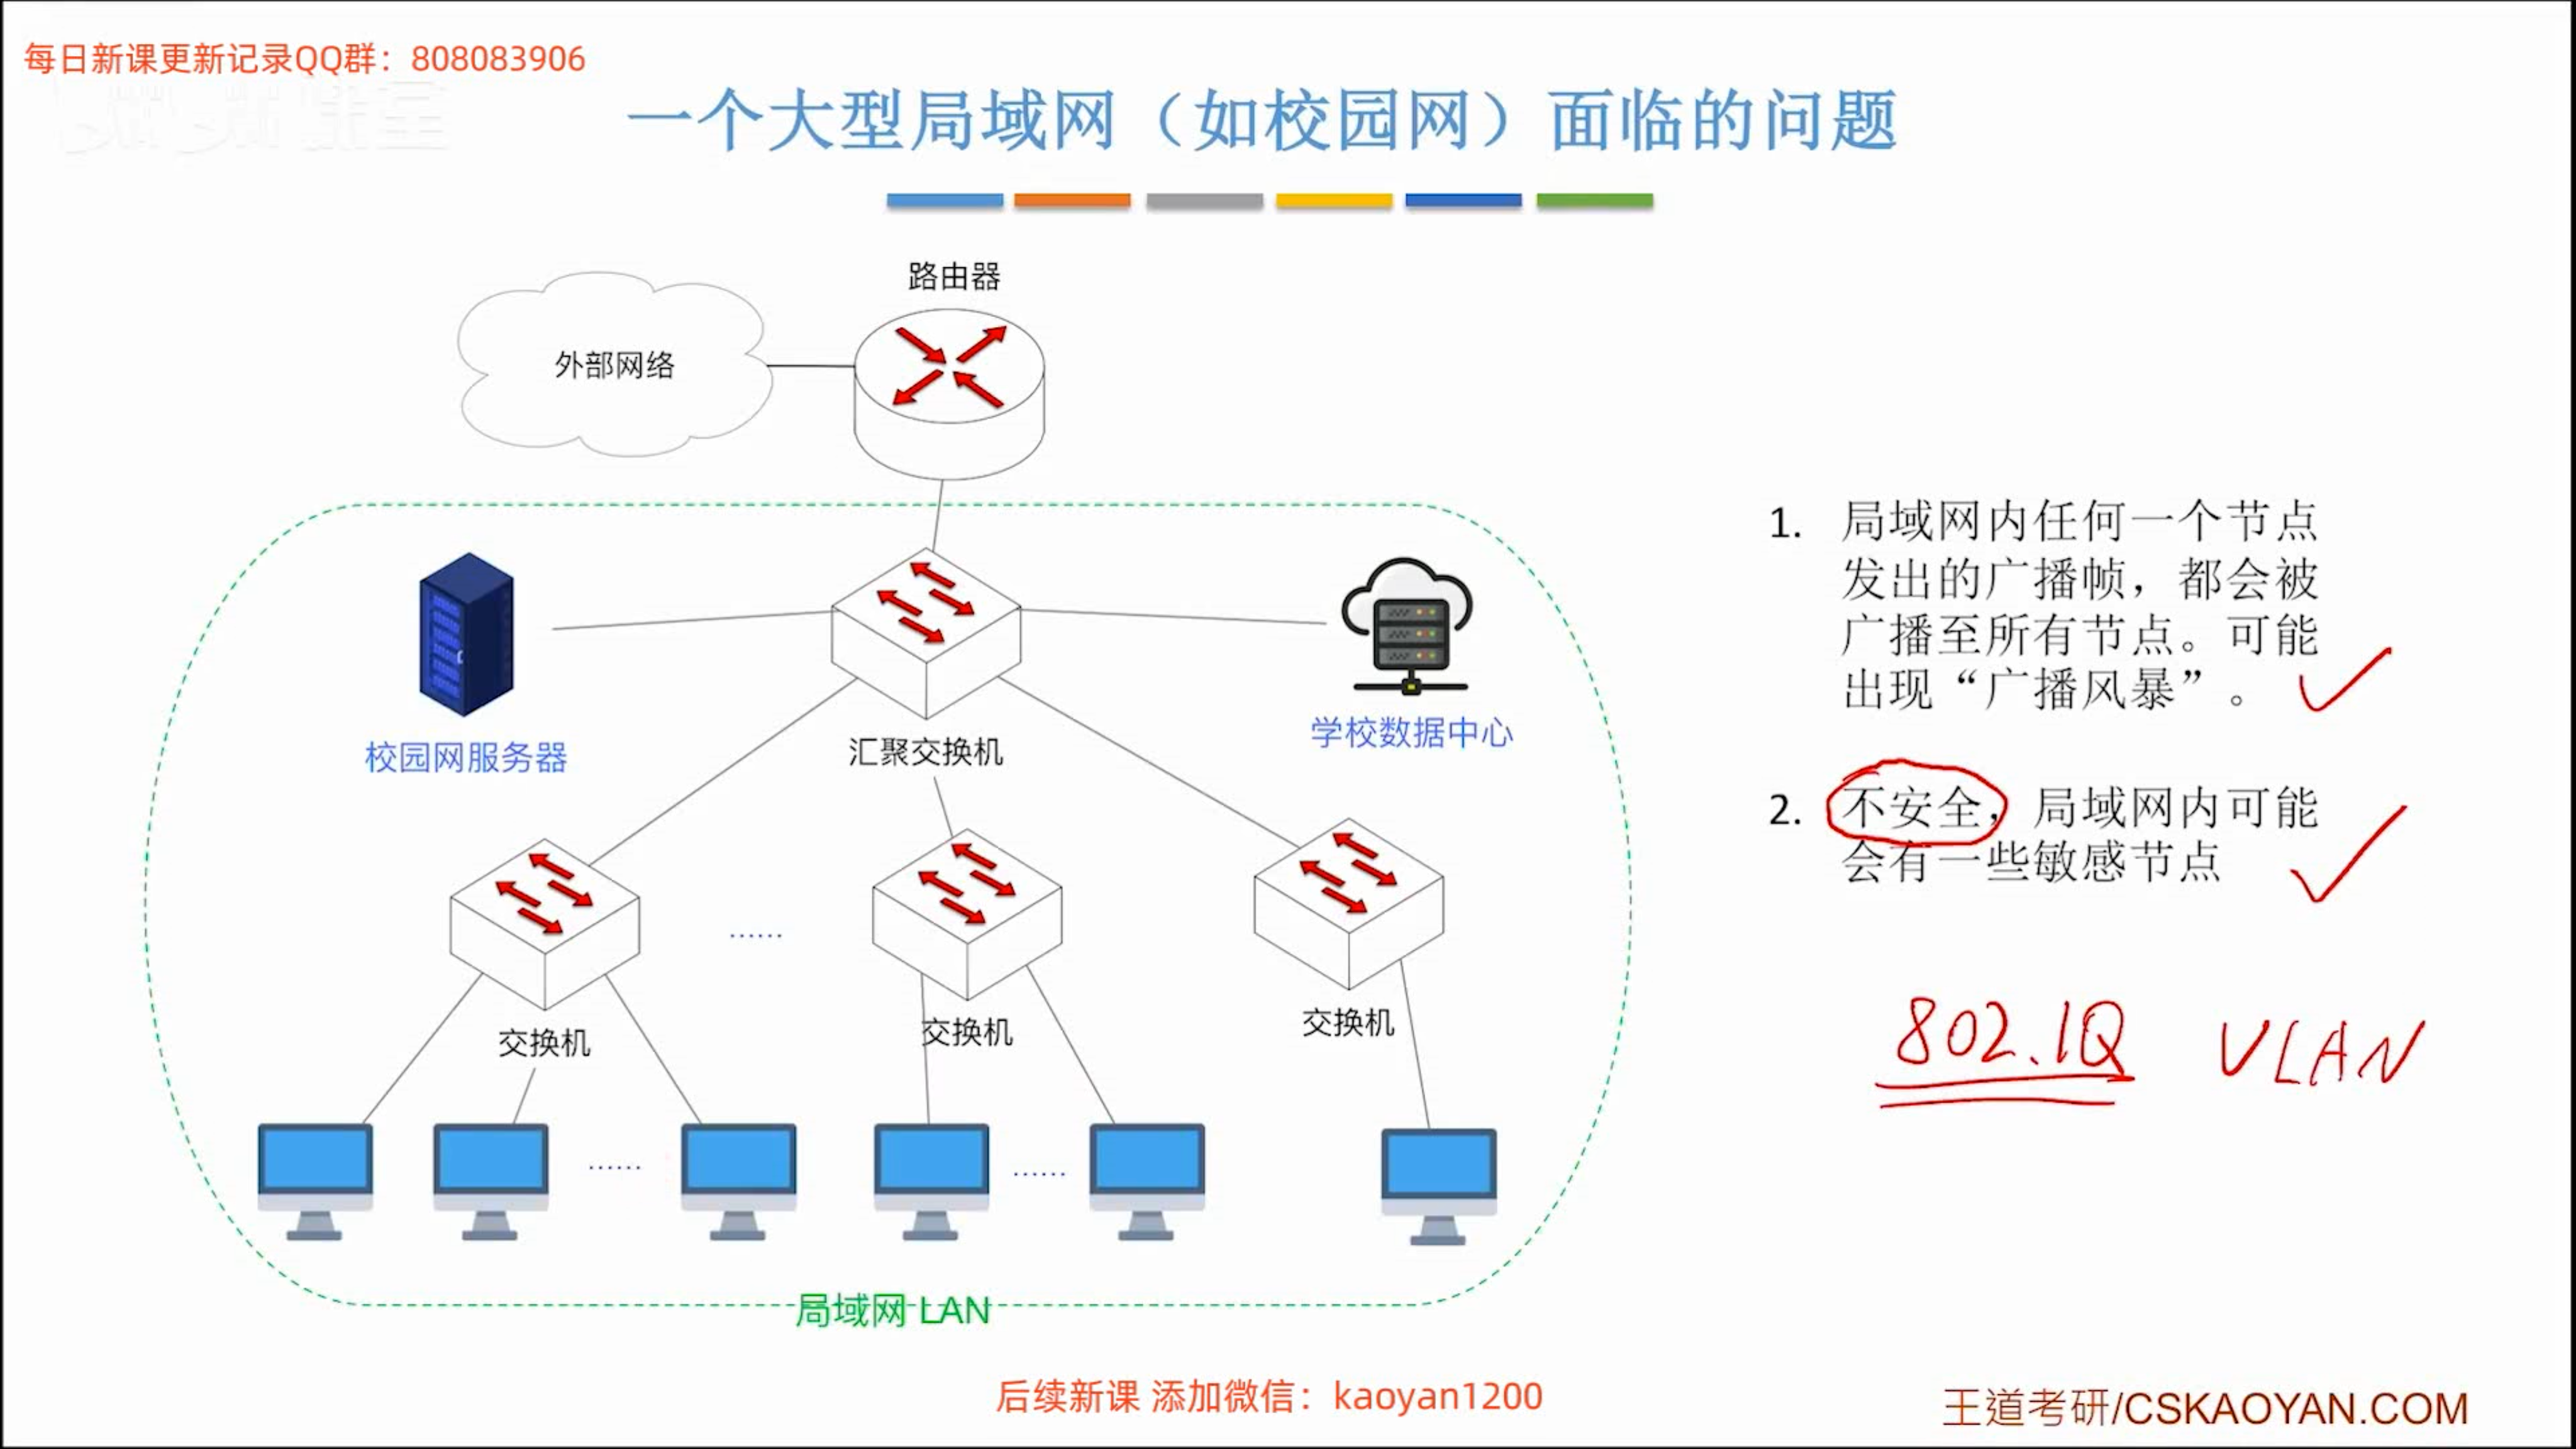 每日新课更新记录QQ群：808083906
一个大型局域网（如校园网）面临的问题
路由器
外部网络
校园网服务器
汇聚交换机
学校数据中心
......
交换机
交换机
交换机
......
......
局域网 LAN
1. 局域网内任何一个节点
发出的广播帧，都会被
广播至所有节点。可能
出现“广播风暴”。
2. 不安全，局域网内可能
会有一些敏感节点
802.1Q VLAN
后续新课 添加微信：kaoyan1200
王道考研/CSKAOYAN.COM